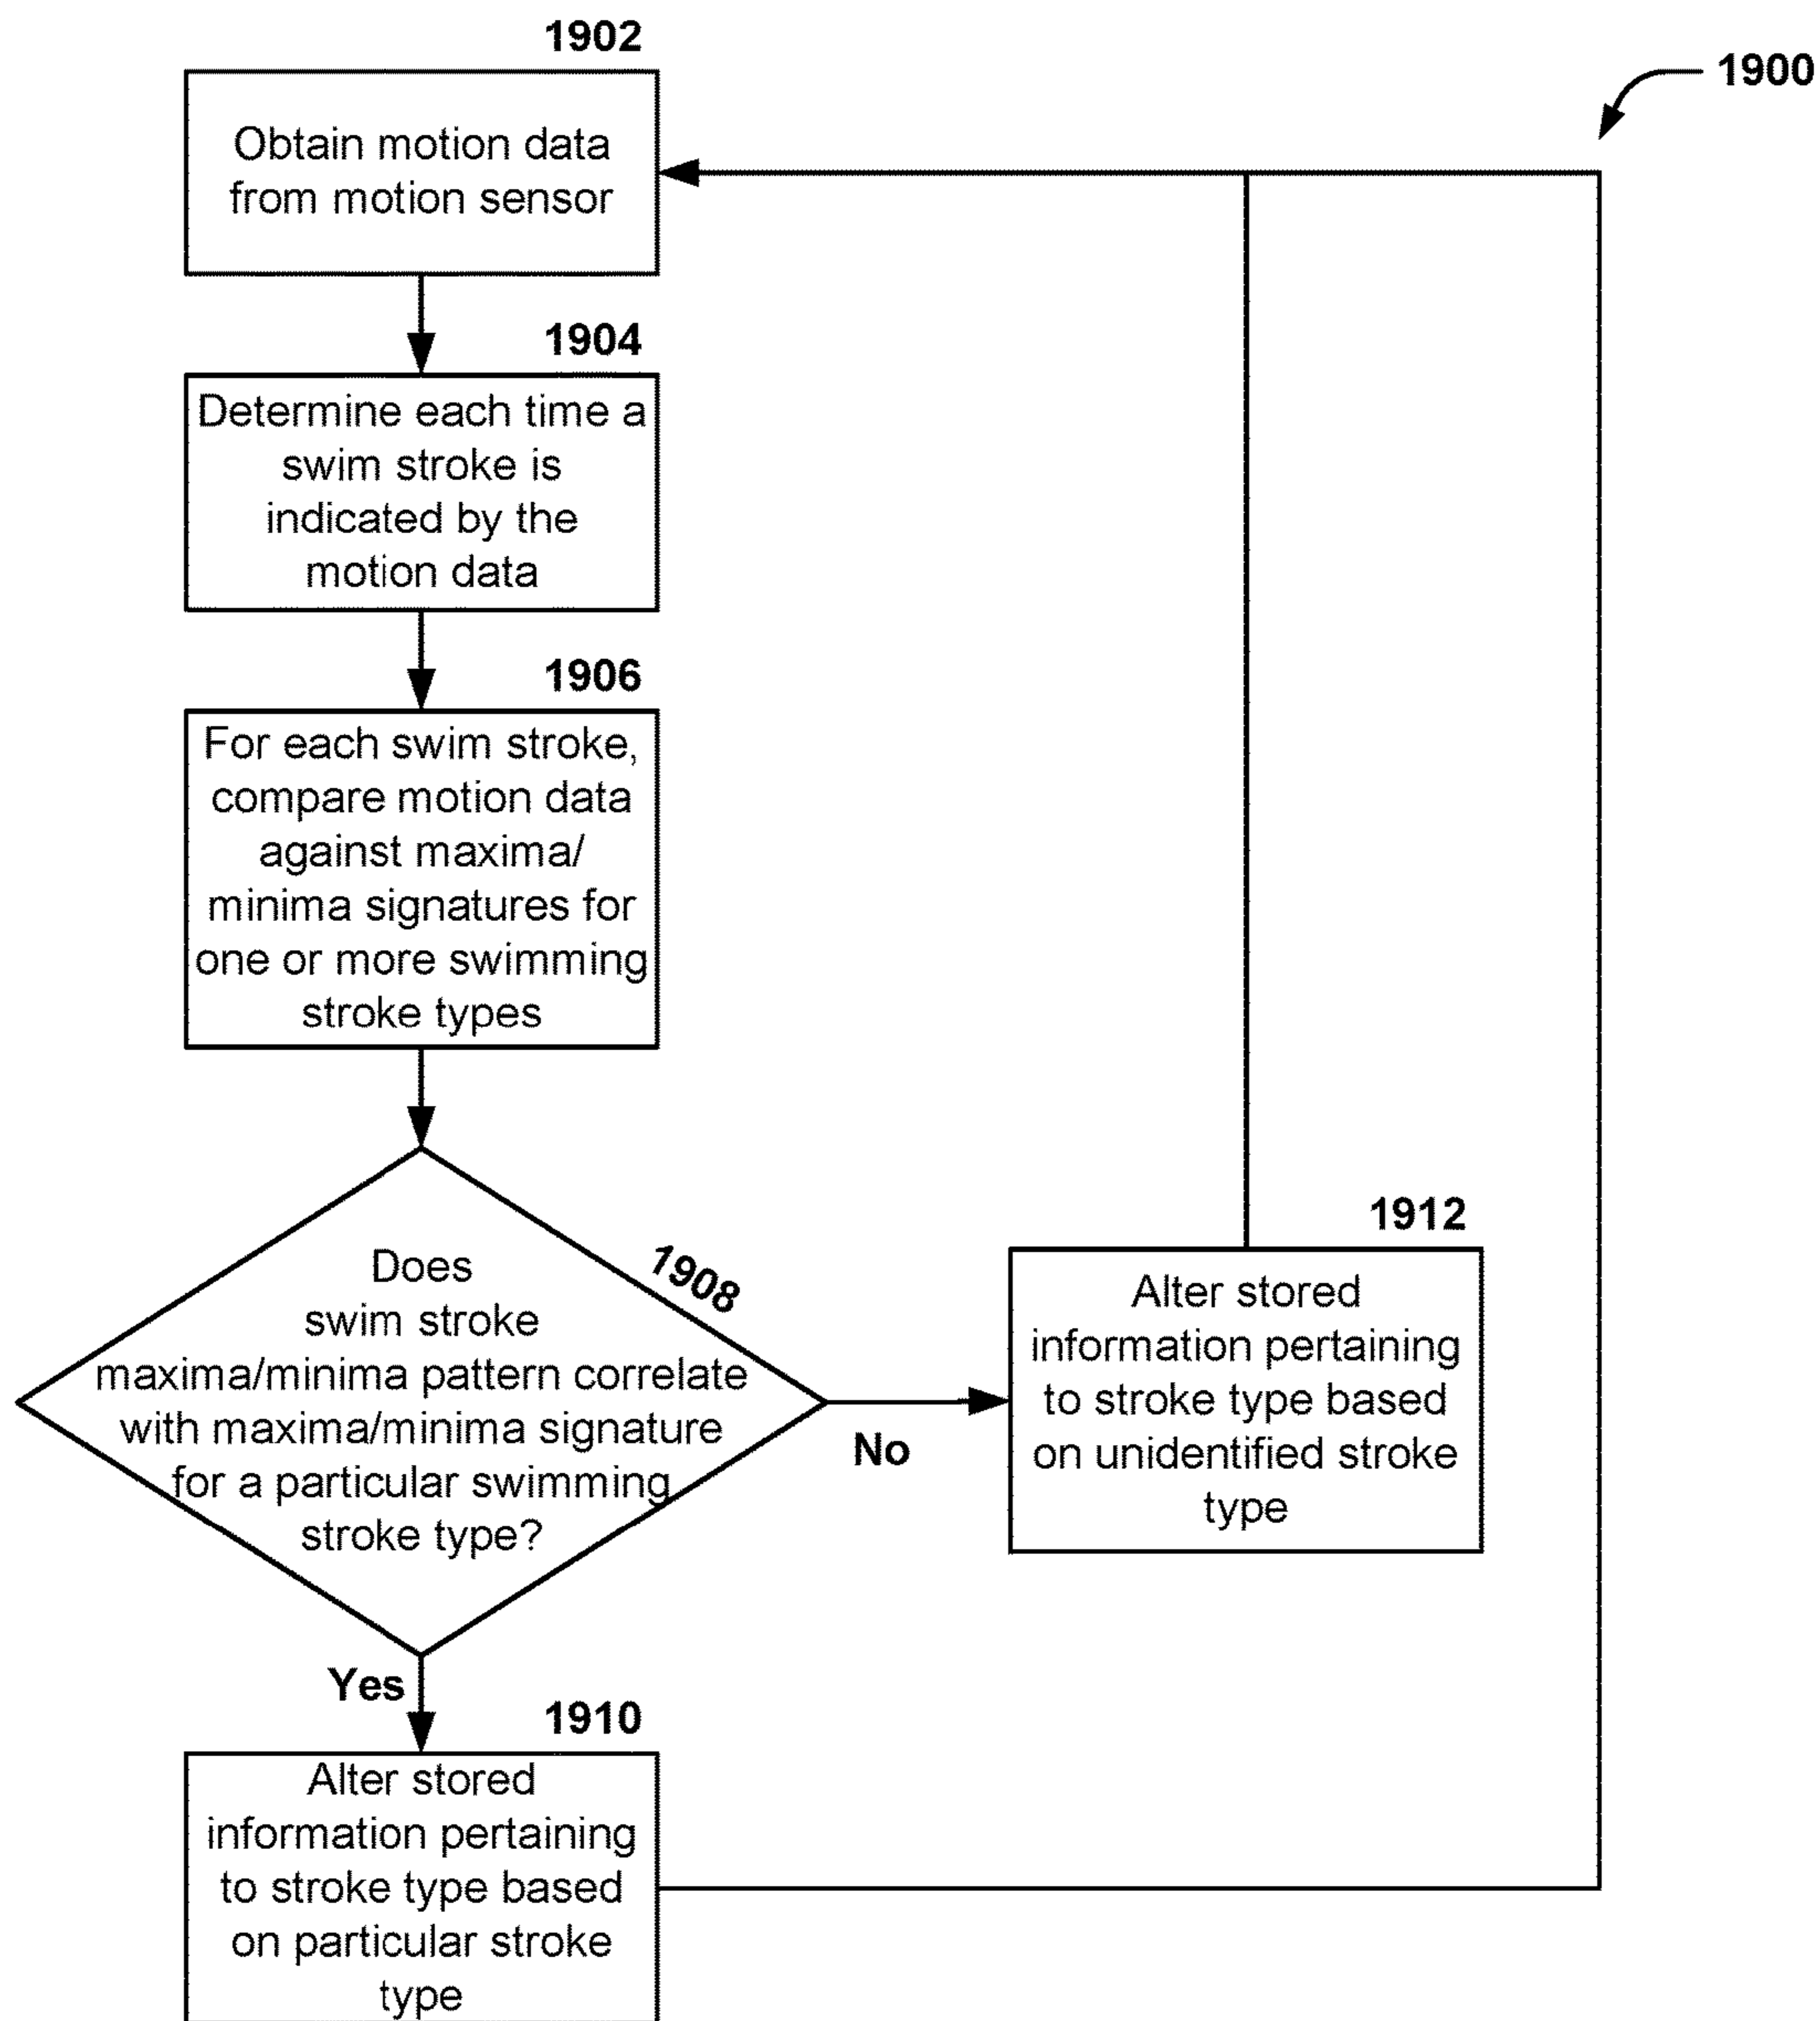 1902
1900
Obtain motion data
from motion sensor
1904
Determine each time a
swim stroke is
indicated by the
motion data
1906
For each swim stroke,
compare motion data
against maxima/
minima signatures for
one or more swimming
stroke types
1908
Does
swim stroke
maxima/minima pattern correlate
with maxima/minima signature
for a particular swimming
stroke type?
No
1912
Alter stored
information pertaining
to stroke type based
on unidentified stroke
type
Yes
1910
Alter stored
information pertaining
to stroke type based
on particular stroke
type